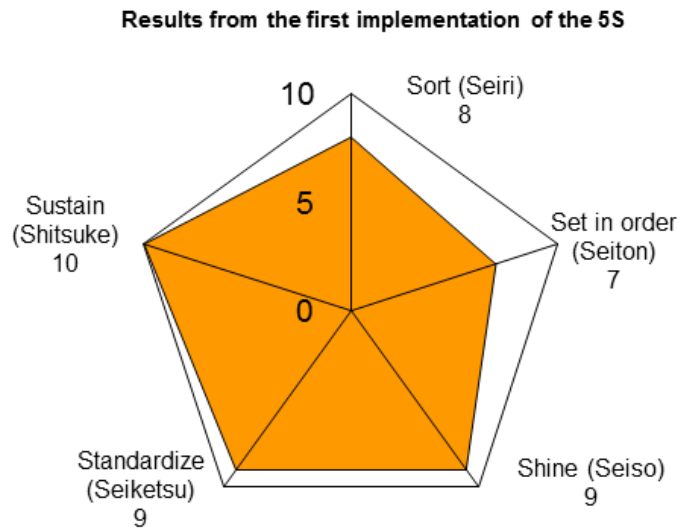 Results from the first implementation of the 5S
10
Sort (Seiri)
8
5
Sustain
(Shitsuke)
10
Set in order
(Seiton)
7
0
Standardize
(Seiketsu)
9
Shine (Seiso)
9